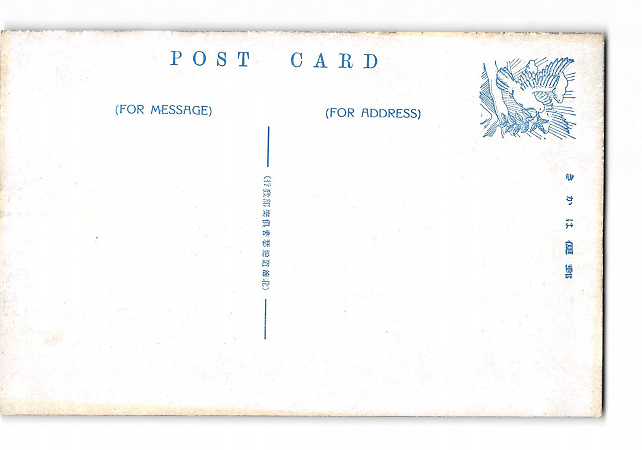 POST CARD
(FOR MESSAGE)
(FOR ADDRESS)
きかは便郵